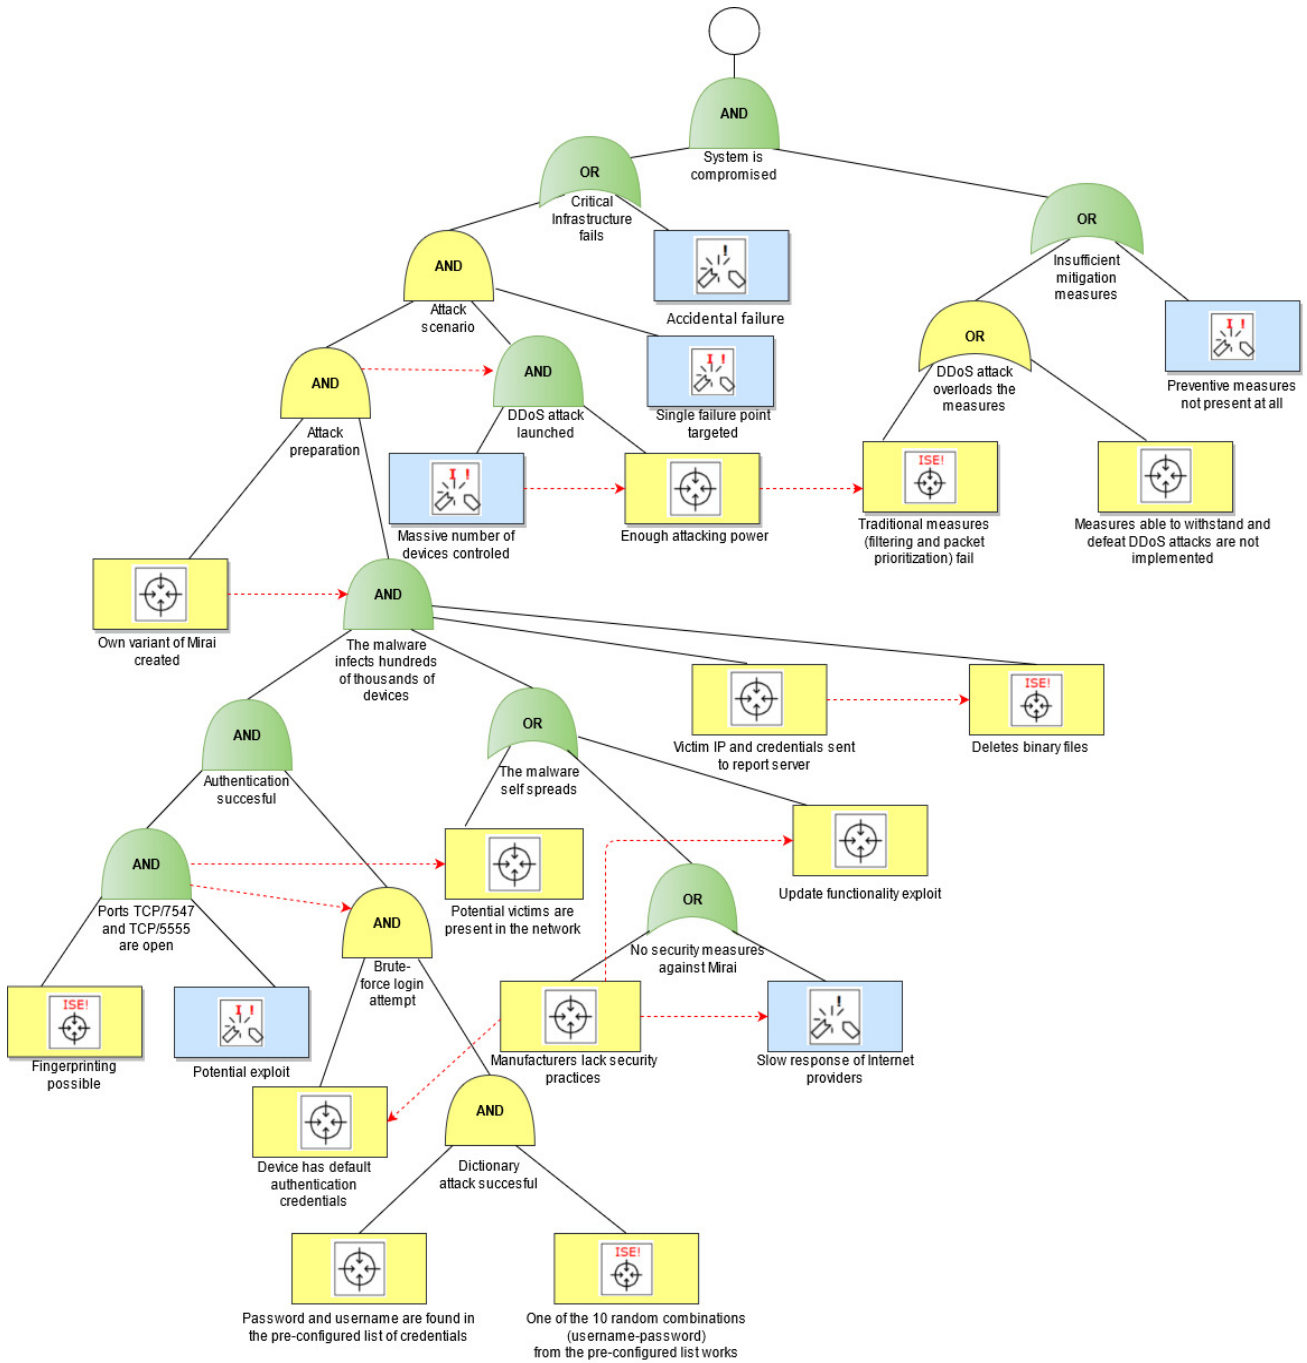 AND
System is
compromised
OR
Critical
Infrastructure
fails
OR
Insufficient
mitigation
measures
AND
Attack
scenario
!
Accidental failure
OR
DDoS attack
overloads the
measures
I !
Preventive measures
not present at all
AND
Attack
preparation
AND
DDoS attack
launched
I !
Single failure point
targeted
I !
Massive number of
devices controled
Enough attacking power
ISE!
Traditional measures
(filtering and packet
prioritization) fail
Measures able to withstand and
defeat DDoS attacks are not
implemented
Own variant of Mirai
created
AND
The malware
infects hundreds
of thousands of
devices
AND
Authentication
succesful
OR
The malware
self spreads
Victim IP and credentials sent
to report server
ISE!
Deletes binary files
AND
Ports TCP/7547
and TCP/5555
are open
Potential victims are
present in the network
Update functionality exploit
AND
Brute-
force login
attempt
OR
No security measures
against Mirai
ISE!
Fingerprinting
possible
I !
Potential exploit
Manufacturers lack security
practices
!
Slow response of Internet
providers
Device has default
authentication
credentials
AND
Dictionary
attack succesful
Password and username are found in
the pre-configured list of credentials
ISE!
One of the 10 random combinations
(username-password)
from the pre-configured list works